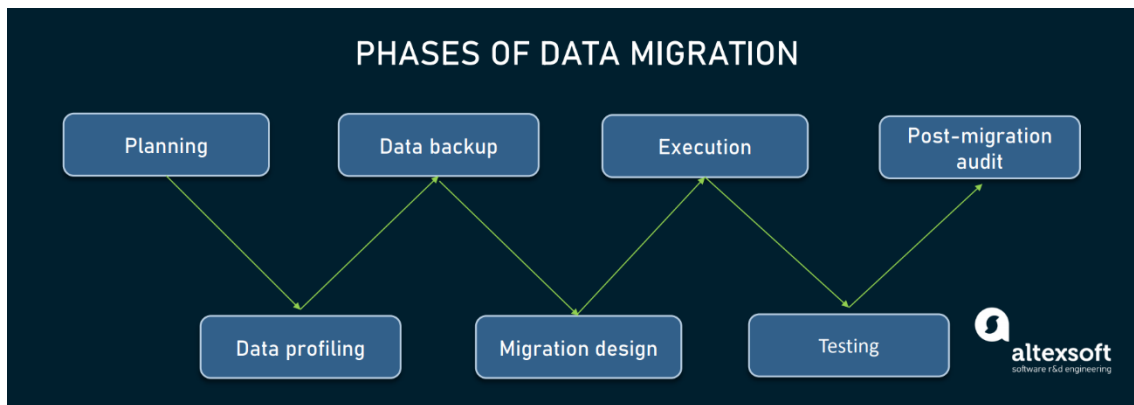 PHASES OF DATA MIGRATION
Planning
Data backup
Execution
Post-migration
audit
Data profiling
Migration design
Testing
altexsoft
software r&d engineering